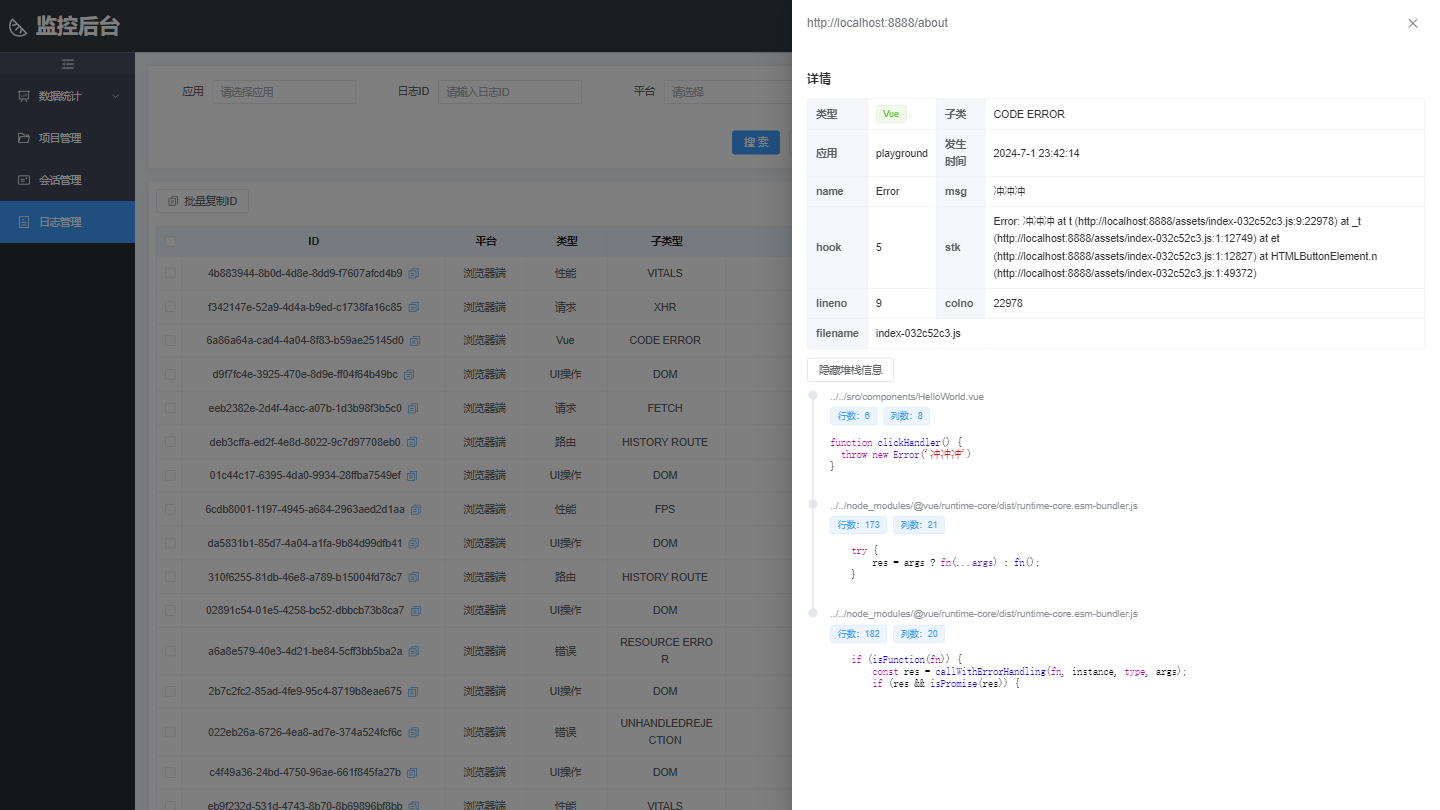 监控后台
数据统计
项目管理
会话管理
日志管理
应用 请选择应用 日志ID 请输入日志ID 平台 请选择
搜 索
批量复制ID
ID 平台 类型 子类型
4b883944-8b0d-4d8e-8dd9-f7607afcd4b9 浏览器端 性能 VITALS
f342147e-52a9-4d4a-b9ed-c1738fa16c85 浏览器端 请求 XHR
6a86a64a-cad4-4a04-8f83-b59ae25145d0 浏览器端 Vue CODE ERROR
d9f7fc4e-3925-470e-8d9e-ff04f64b49bc 浏览器端 UI操作 DOM
eeb2382e-2d4f-4acc-a07b-1d3b98f3b5c0 浏览器端 请求 FETCH
deb3cffa-ed2f-4e8d-8022-9c7d97708eb0 浏览器端 路由 HISTORY ROUTE
01c44c17-6395-4da0-9934-28ffba7549ef 浏览器端 UI操作 DOM
6cdb8001-1197-4945-a684-2963aed2d1aa 浏览器端 性能 FPS
da5831b1-85d7-4a04-a1fa-9b84d99dfb41 浏览器端 UI操作 DOM
310f6255-81db-46e8-a789-b15004fd78c7 浏览器端 路由 HISTORY ROUTE
02891c54-01e5-4258-bc52-dbbcb73b8ca7 浏览器端 UI操作 DOM
a6a8e579-40e3-4d21-be84-5cff3bb5ba2a 浏览器端 错误 RESOURCE ERRO
R
2b7c2fc2-85ad-4fe9-95c4-8719b8eae675 浏览器端 UI操作 DOM
022eb26a-6726-4ea8-ad7e-374a524fcf6c 浏览器端 错误 UNHANDLEDREJE
CTION
c4f49a36-24bd-4750-96ae-661f845fa27b 浏览器端 UI操作 DOM
eb9f232d-531d-4743-8b70-8b69896bf8bb 浏览器端 性能 VITALS
http://localhost:8888/about
详情
类型 Vue 子类 CODE ERROR
应用 playground 发生
时间 2024-7-1 23:42:14
name Error msg 冲冲冲
hook 5 stk
Error: 冲冲冲 at t (http://localhost:8888/assets/index-032c52c3.js:9:22978) at _t
(http://localhost:8888/assets/index-032c52c3.js:1:12749) at et
(http://localhost:8888/assets/index-032c52c3.js:1:12827) at HTMLButtonElement.n
(http://localhost:8888/assets/index-032c52c3.js:1:49372)
lineno 9 colno 22978
filename index-032c52c3.js
隐藏堆栈信息
../../src/components/HelloWorld.vue
行数：6 列数：8
function clickHandler() {
throw new Error('冲冲冲')
}
../../node_modules/@vue/runtime-core/dist/runtime-core.esm-bundler.js
行数：173 列数：21
try {
res = args ? fn(...args) : fn();
}
../../node_modules/@vue/runtime-core/dist/runtime-core.esm-bundler.js
行数：182 列数：20
if (isFunction(fn)) {
const res = callWithErrorHandling(fn, instance, type, args);
if (res && isPromise(res)) {